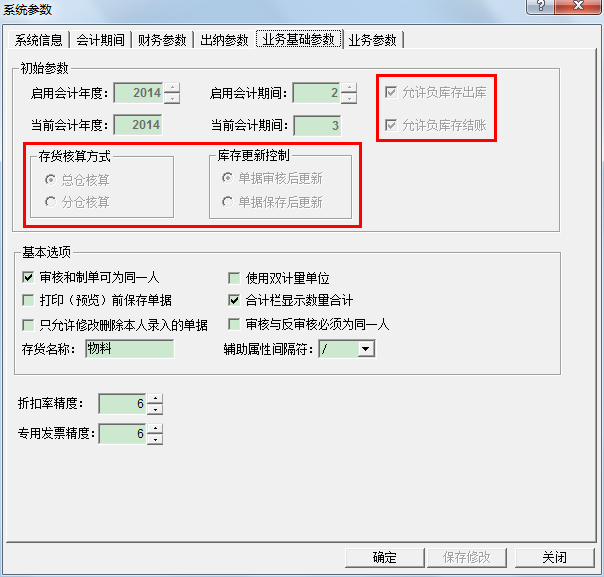 系统参数
系统信息 会计期间 财务参数 出纳参数 业务基础参数 业务参数
初始参数
启用会计年度: 2014 启用会计期间: 2 允许负库存出库
当前会计年度: 2014 当前会计期间: 3 允许负库存结账
存货核算方式 库存更新控制
总仓核算 单据审核后更新
分仓核算 单据保存后更新
基本选项
审核和制单可为同一人 使用双计量单位
打印（预览）前保存单据 合计栏显示数量合计
只允许修改删除本人录入的单据 审核与反审核必须为同一人
存货名称: 物料 辅助属性间隔符: /
折扣率精度: 6
专用发票精度: 6
确定 保存修改 关闭